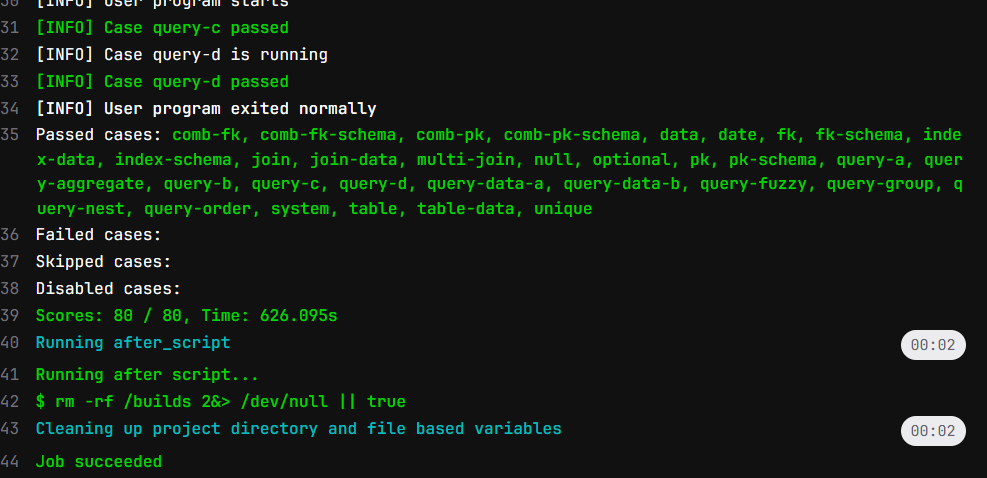 30 [INFO] User program starts
31 [INFO] Case query-c passed
32 [INFO] Case query-d is running
33 [INFO] Case query-d passed
34 [INFO] User program exited normally
35 Passed cases: comb-fk, comb-fk-schema, comb-pk, comb-pk-schema, data, date, fk, fk-schema, inde
x-data, index-schema, join, join-data, multi-join, null, optional, pk, pk-schema, query-a, quer
y-aggregate, query-b, query-c, query-d, query-data-a, query-data-b, query-fuzzy, query-group, q
uery-nest, query-order, system, table, table-data, unique
36 Failed cases:
37 Skipped cases:
38 Disabled cases:
39 Scores: 80 / 80, Time: 626.095s
40 Running after_script 00:02
41 Running after script...
42 $ rm -rf /builds 2&> /dev/null || true
43 Cleaning up project directory and file based variables 00:02
44 Job succeeded